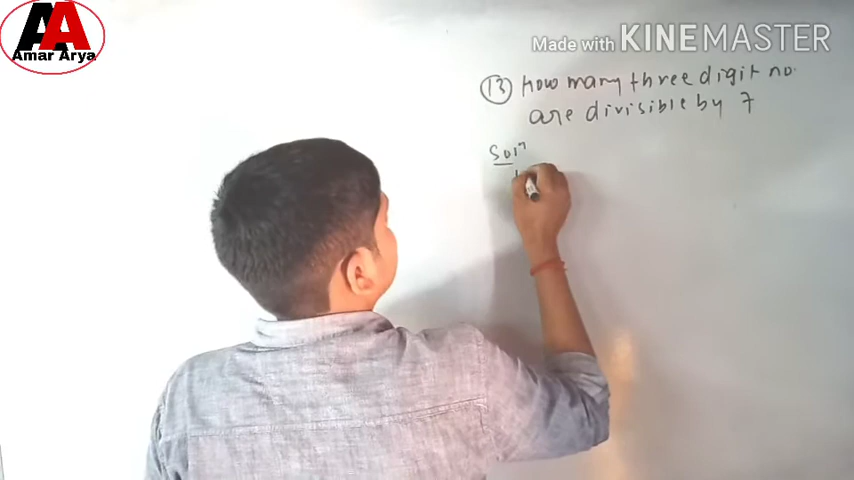 AA
Amar Arya
Made with KINEMASTER
13 How many three digit no.
are divisible by 7
Soln